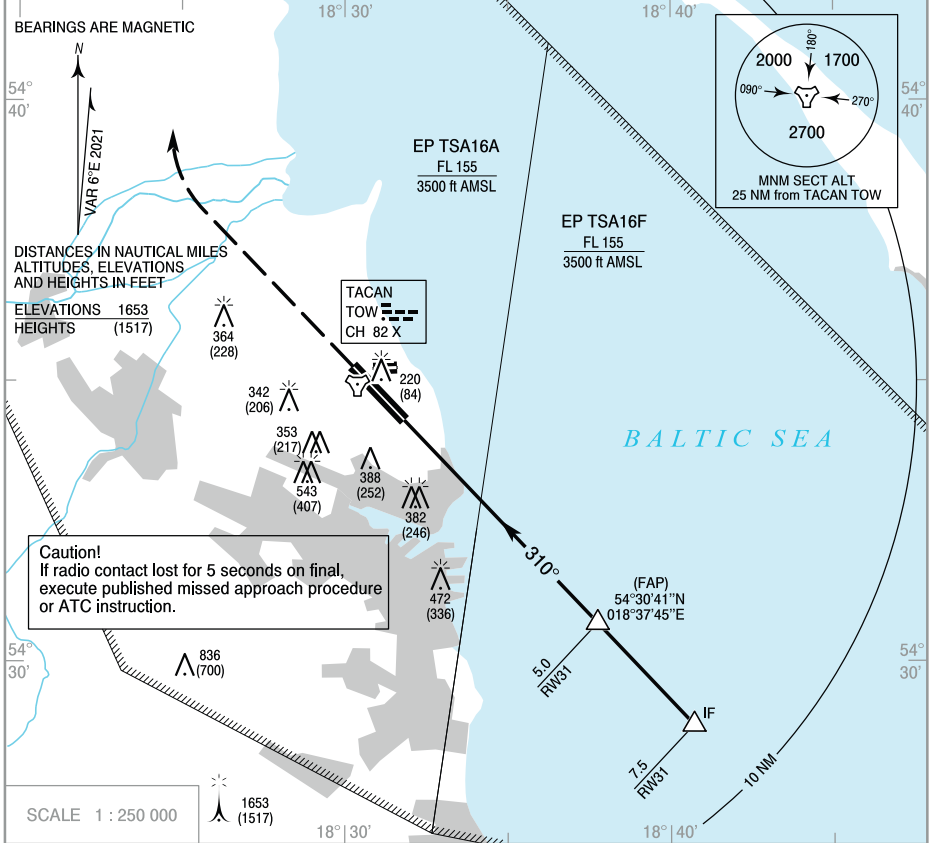 18°30'
18°40'
BEARINGS ARE MAGNETIC
N
VAR 6°E 2021
54°
40'
54°
40'
2000
180°
1700
090°
270°
2700
MNM SECT ALT
25 NM from TACAN TOW
EP TSA16A
FL 155
3500 ft AMSL
EP TSA16F
FL 155
3500 ft AMSL
DISTANCES IN NAUTICAL MILES
ALTITUDES, ELEVATIONS
AND HEIGHTS IN FEET
ELEVATIONS 1653
HEIGHTS (1517)
TACAN
TOW
CH 82 X
364
(228)
220
(84)
342
(206)
353
(217)
543
(407)
388
(252)
382
(246)
BALTIC SEA
Caution!
If radio contact lost for 5 seconds on final,
execute published missed approach procedure
or ATC instruction.
472
(336)
310°
(FAP)
54°30'41"N
018°37'45"E
5.0
RW31
836
(700)
54°
30'
54°
30'
IF
7.5
RW31
10 NM
1653
(1517)
SCALE 1 : 250 000
18°30'
18°40'